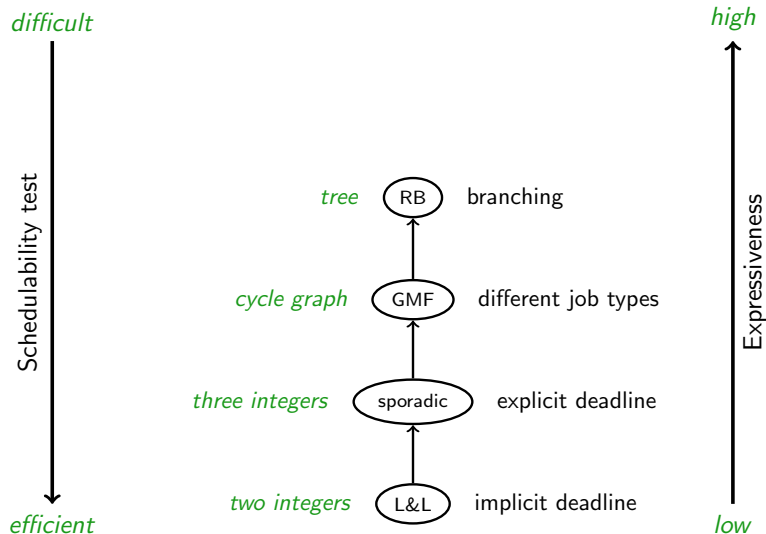 difficult
high
tree RB branching
Schedulability test
Expressiveness
cycle graph GMF different job types
three integers sporadic explicit deadline
two integers L&L implicit deadline
efficient
low